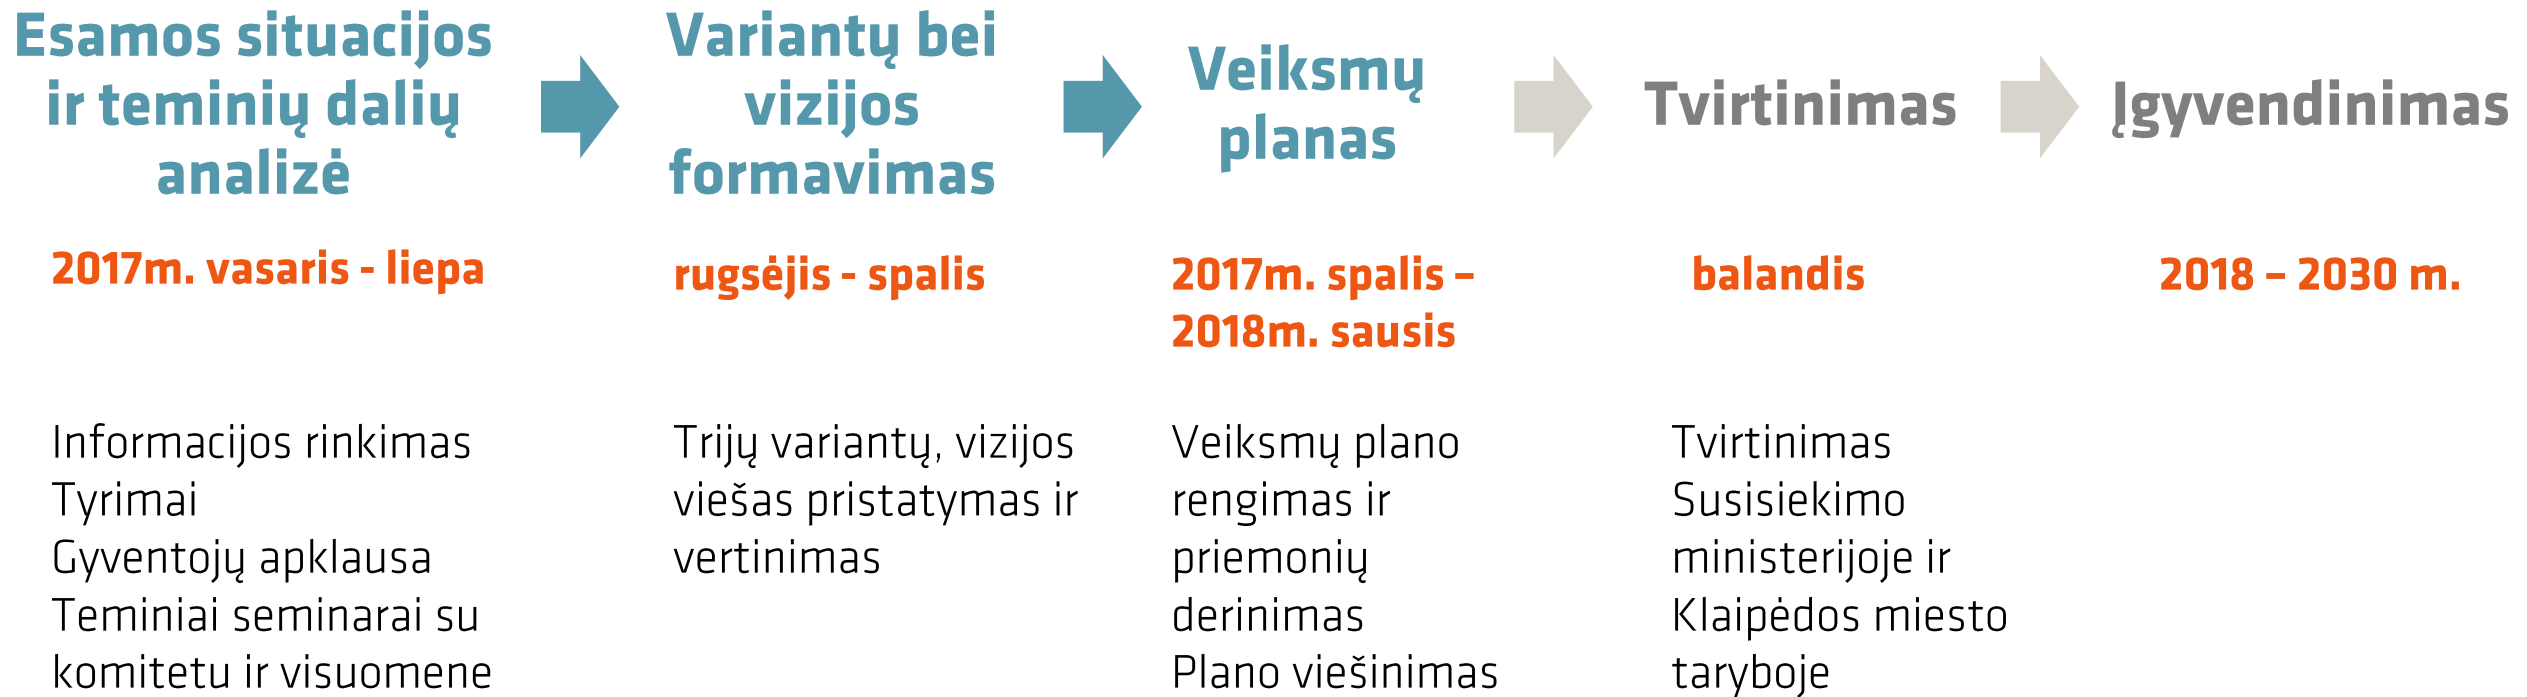 Esamos situacijos
ir teminių dalių
analizė
2017m. vasaris - liepa
Informacijos rinkimas
Tyrimai
Gyventojų apklausa
Teminiai seminarai su
komitetu ir visuomene
Variantų bei
vizijos
formavimas
rugsėjis - spalis
Trijų variantų, vizijos
viešas pristatymas ir
vertinimas
Veiksmų
planas
2017m. spalis –
2018m. sausis
Veiksmų plano
rengimas ir
priemonių
derinimas
Plano viešinimas
Tvirtinimas
balandis
Tvirtinimas
Susisiekimo
ministerijoje ir
Klaipėdos miesto
taryboje
Įgyvendinimas
2018 – 2030 m.